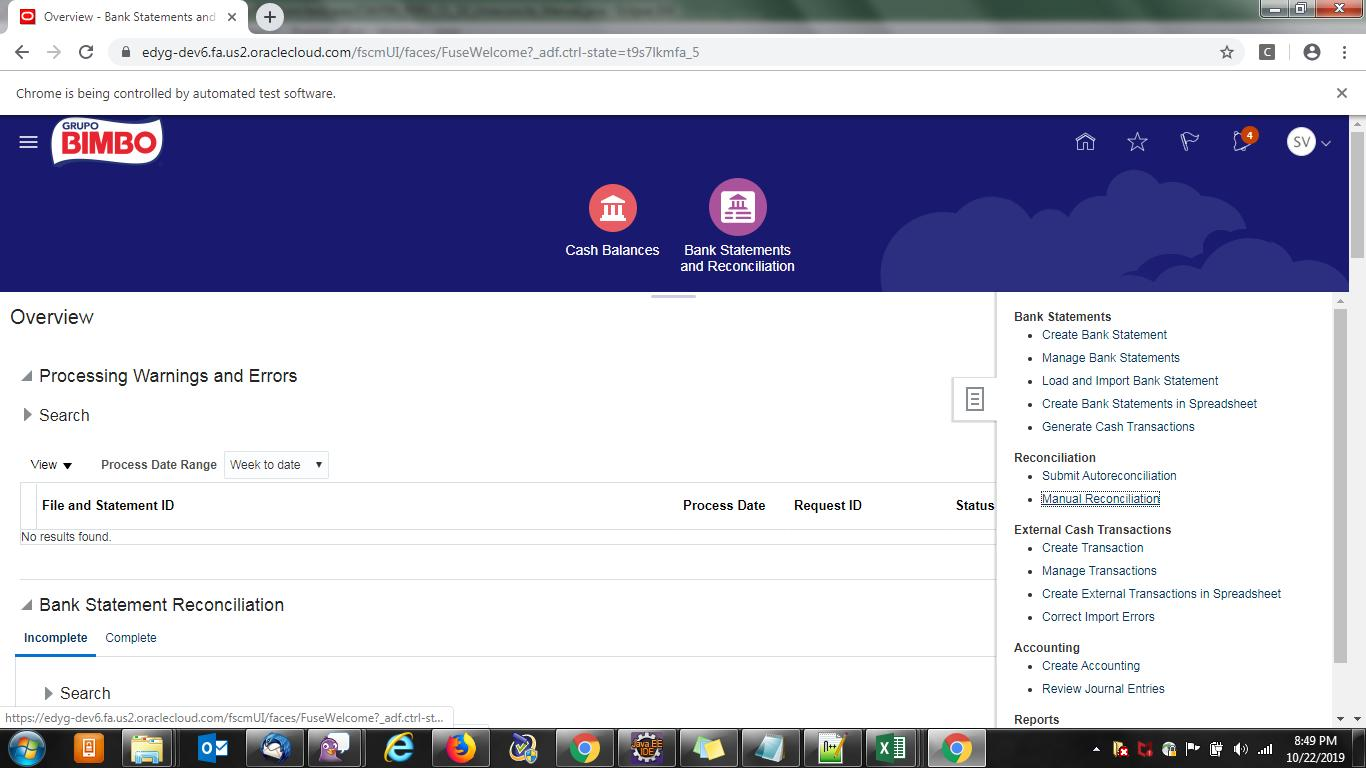 Overview - Bank Statements and
edyg-dev6.fa.us2.oraclecloud.com/fscmUI/faces/FuseWelcome?_adf.ctrl-state=t9s7lkmfa_5
C
Chrome is being controlled by automated test software.
GRUPO
BIMBO
4
SV
Cash Balances
Bank Statements
and Reconciliation
Overview
Processing Warnings and Errors
Search
View
Process Date Range
Week to date
File and Statement ID
Process Date
Request ID
Status
No results found.
Bank Statement Reconciliation
Incomplete
Complete
Search
Bank Statements
Create Bank Statement
Manage Bank Statements
Load and Import Bank Statement
Create Bank Statements in Spreadsheet
Generate Cash Transactions
Reconciliation
Submit Autoreconciliation
Manual Reconciliation
External Cash Transactions
Create Transaction
Manage Transactions
Create External Transactions in Spreadsheet
Correct Import Errors
Accounting
Create Accounting
Review Journal Entries
Reports
https://edyg-dev6.fa.us2.oraclecloud.com/fscmUI/faces/FuseWelcome?_adf.ctrl-st...
Java EE
IDE
8:49 PM
10/22/2019